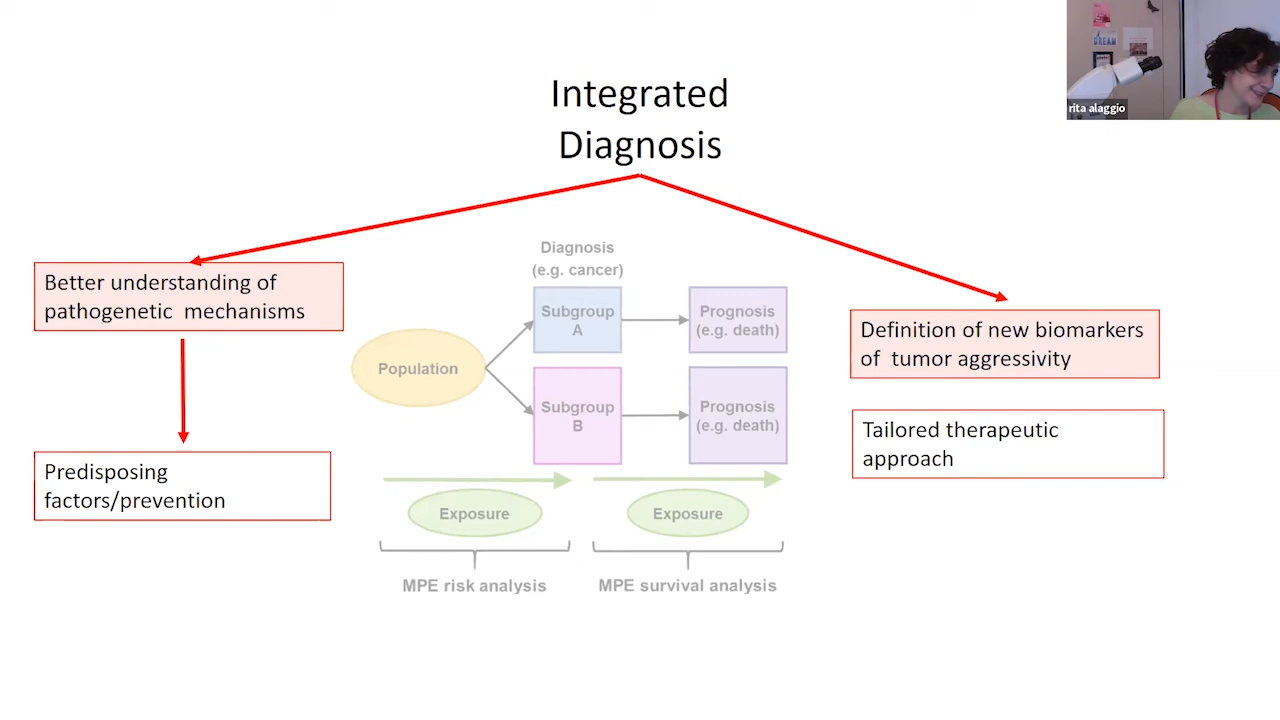 Integrated
Diagnosis
DREAM
rita alaggio
Better understanding of
pathogenetic mechanisms
Predisposing
factors/prevention
Diagnosis
(e.g. cancer)
Population
Subgroup
A
Prognosis
(e.g. death)
Subgroup
B
Prognosis
(e.g. death)
Exposure
Exposure
MPE risk analysis
MPE survival analysis
Definition of new biomarkers
of tumor aggressivity
Tailored therapeutic
approach